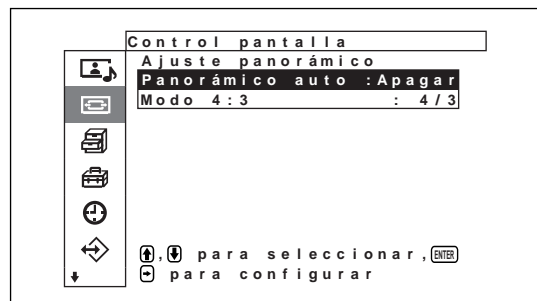 Control pantalla
Ajuste panorámico
Panorámico auto :Apagar
Modo 4:3 : 4/3
, para seleccionar, ENTER
para configurar